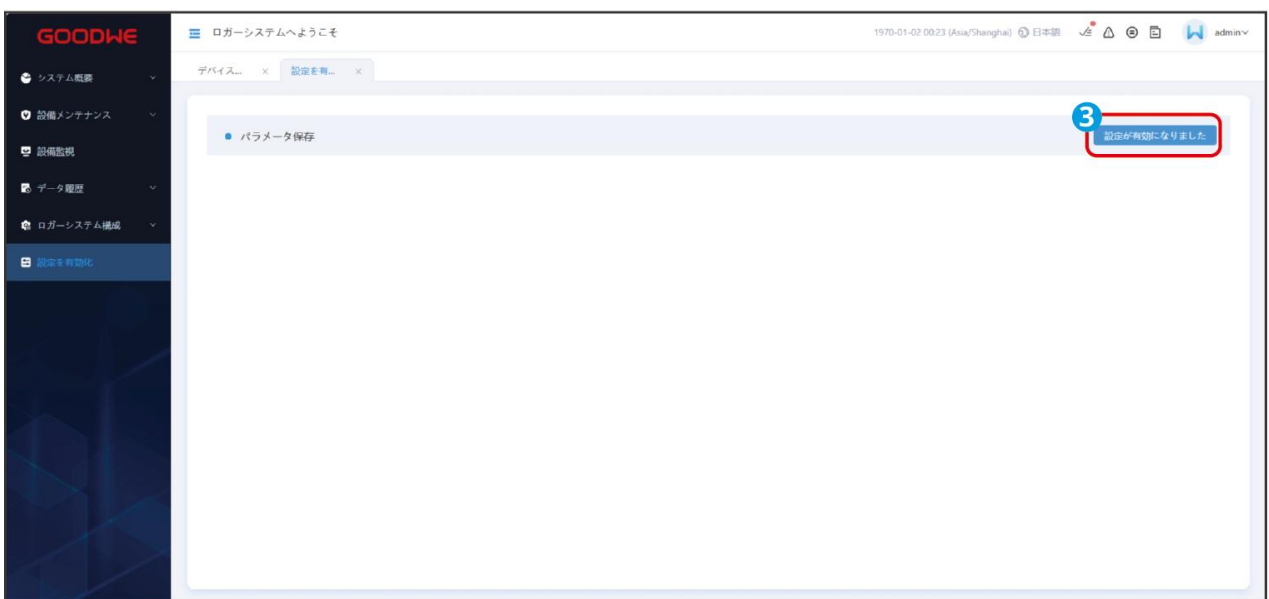 GOODWE
ロガーシステムへようこそ
1970-01-02 00:23 (Asia/Shanghai) 日本語
admin
システム概要
設備メンテナンス
設備監視
データ履歴
ロガーシステム構成
設定を有効化
デバイス... ×
設定を有... ×
パラメータ保存
3
設定が有効になりました